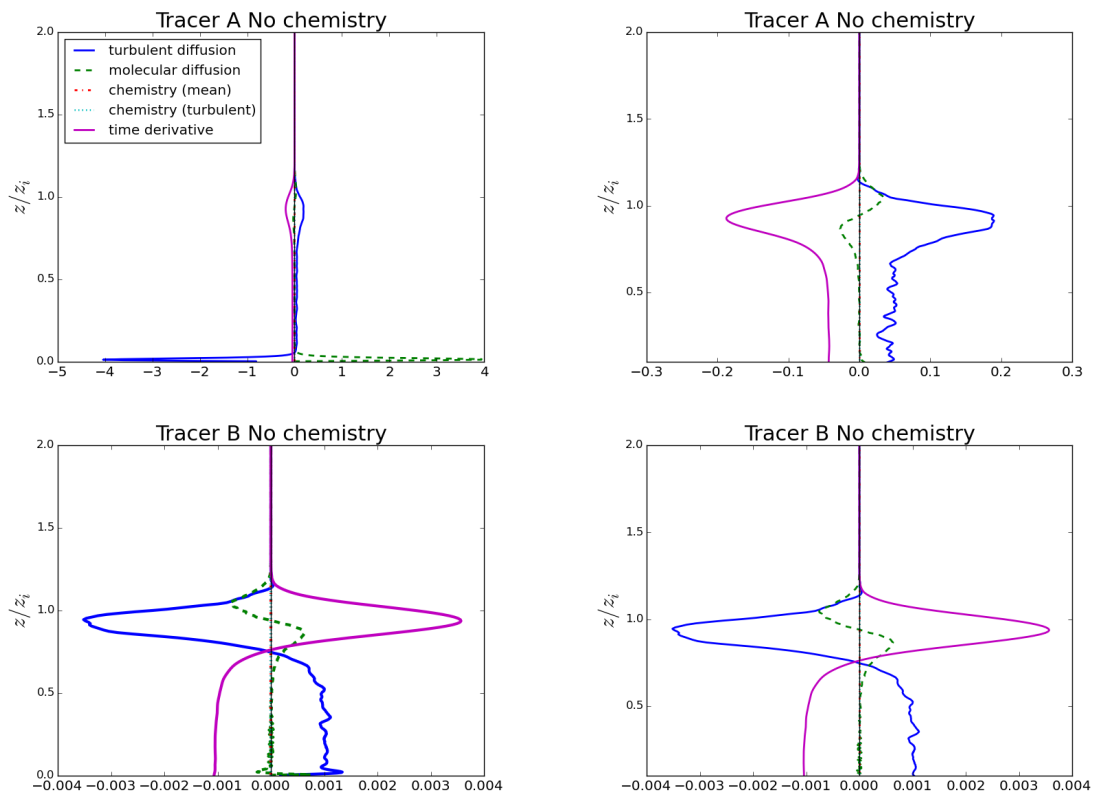 Tracer A No chemistry
2.0
turbulent diffusion
molecular diffusion
chemistry (mean)
chemistry (turbulent)
time derivative
1.5
z/z_i
1.0
0.5
0.0
−5 −4 −3 −2 −1 0 1 2 3 4
Tracer A No chemistry
2.0
1.5
z/z_i
1.0
0.5
−0.3 −0.2 −0.1 0.0 0.1 0.2 0.3
Tracer B No chemistry
2.0
1.5
z/z_i
1.0
0.5
0.0
−0.004 −0.003 −0.002 −0.001 0.000 0.001 0.002 0.003 0.004
Tracer B No chemistry
2.0
1.5
z/z_i
1.0
0.5
−0.004 −0.003 −0.002 −0.001 0.000 0.001 0.002 0.003 0.004